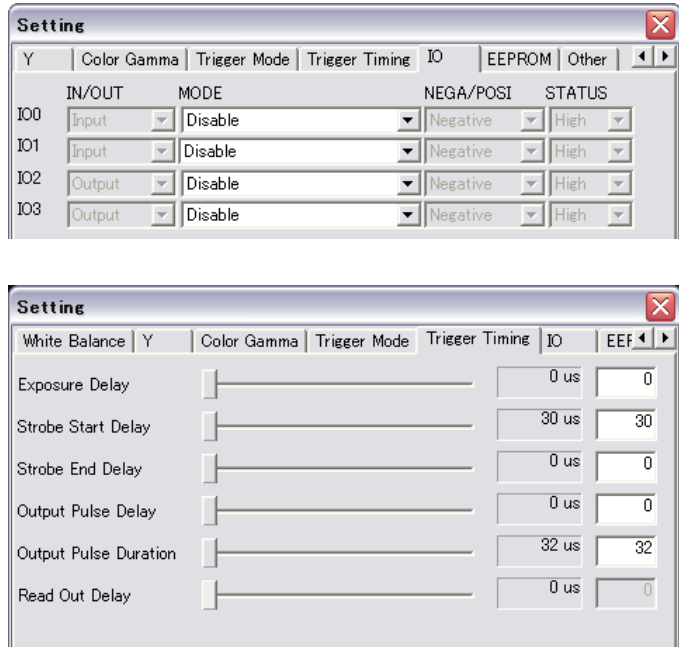 Setting
Y Color Gamma Trigger Mode Trigger Timing IO EEPROM Other
IN/OUT MODE NEGA/POSI STATUS
IO0 Input Disable Negative High
IO1 Input Disable Negative High
IO2 Output Disable Negative High
IO3 Output Disable Negative High
Setting
White Balance Y Color Gamma Trigger Mode Trigger Timing IO
Exposure Delay 0 us 0
Strobe Start Delay 30 us 30
Strobe End Delay 0 us 0
Output Pulse Delay 0 us 0
Output Pulse Duration 32 us 32
Read Out Delay 0 us 0